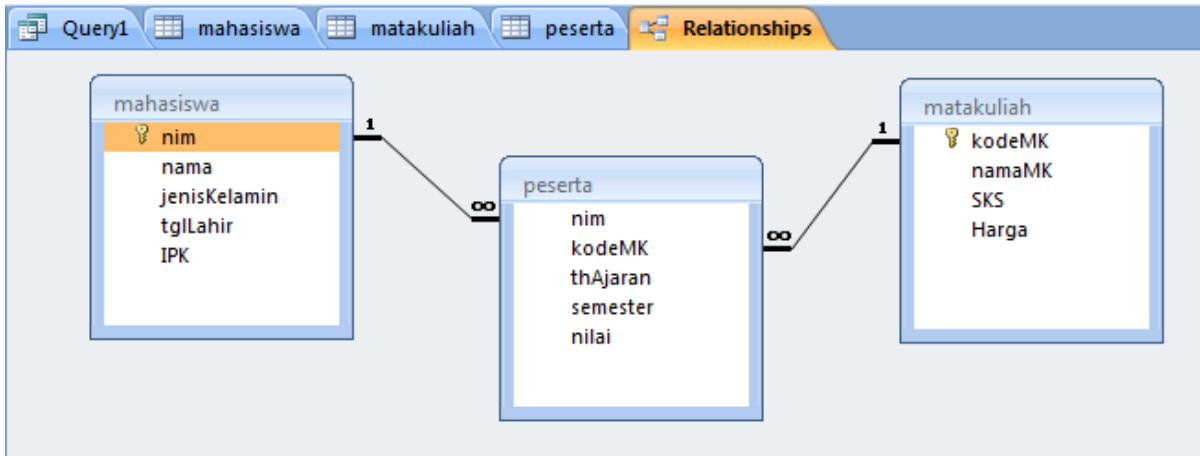 Query1 mahasiswa matakuliah peserta Relationships
mahasiswa
nim
nama
jenisKelamin
tglLahir
IPK
1
∞
peserta
nim
kodeMK
thAjaran
semester
nilai
∞
1
matakuliah
kodeMK
namaMK
SKS
Harga